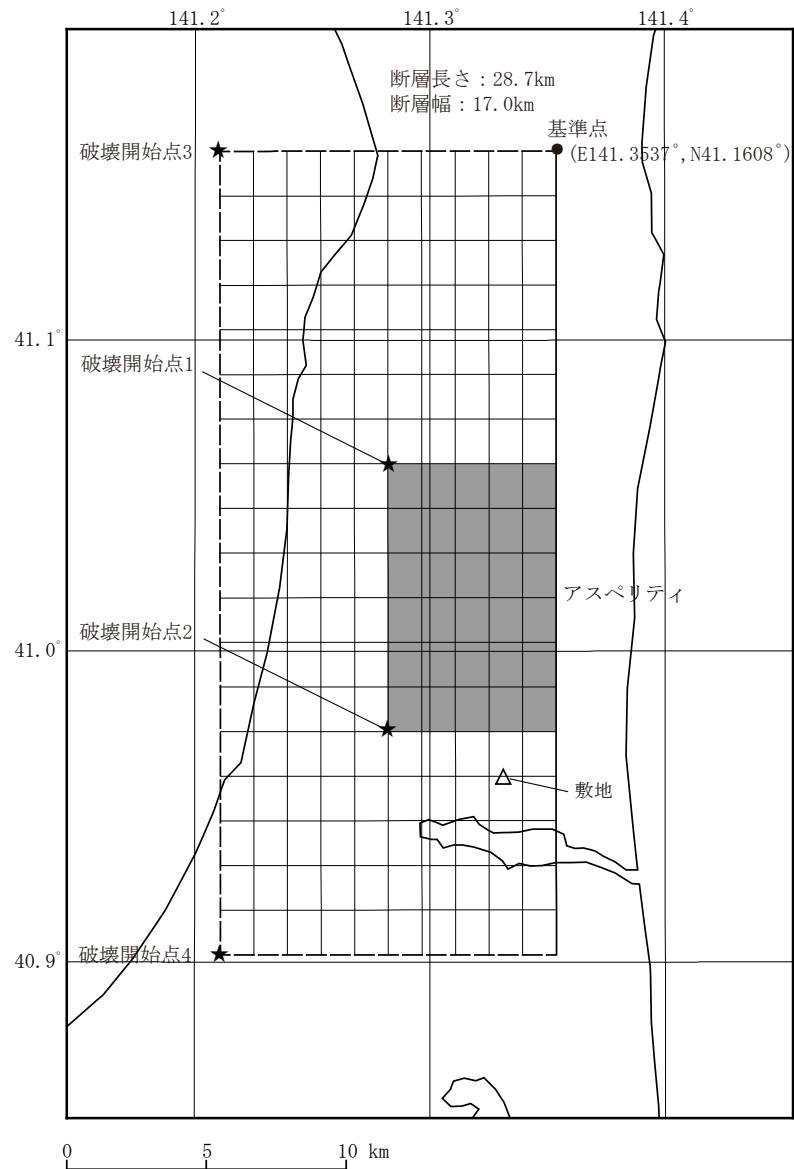 141.2° 141.3° 141.4°
断層長さ：28.7km
断層幅：17.0km
基準点
(E141.3537°,N41.1608°)
破壊開始点3
41.1°
破壊開始点1
アスペリティ
破壊開始点2
41.0°
敷地
破壊開始点4
40.9°
0 5 10 km